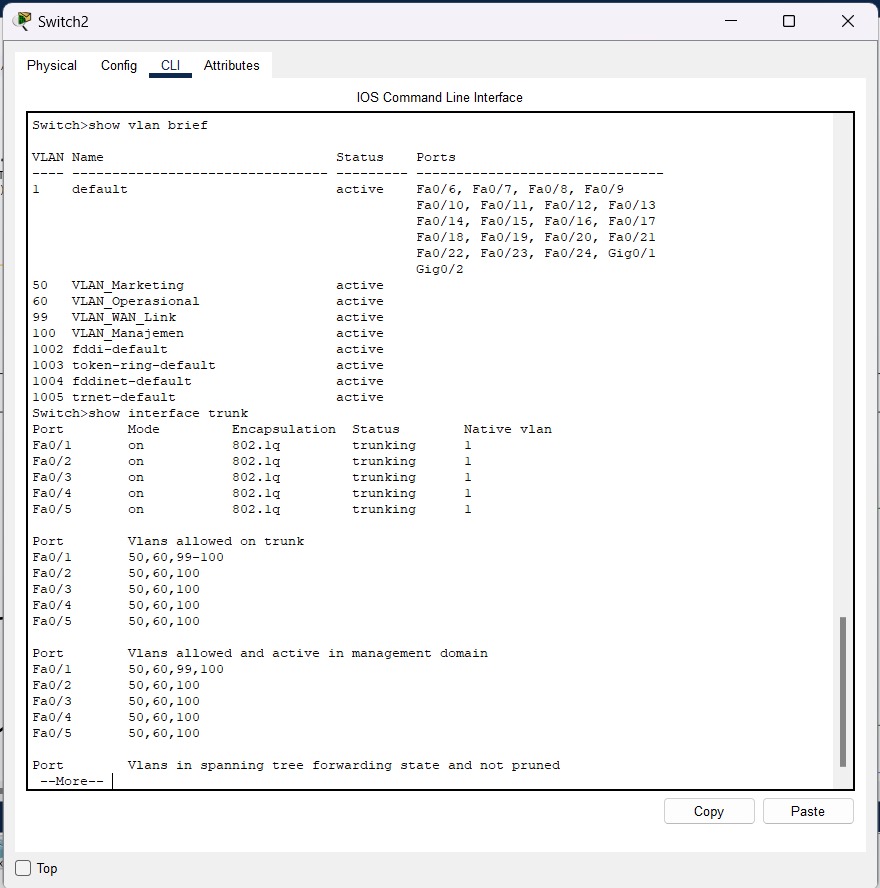 Switch2
Physical Config CLI Attributes
IOS Command Line Interface
Switch>show vlan brief
VLAN Name Status Ports
---- -------------------------------- --------- -------------------------------
1 default active Fa0/6, Fa0/7, Fa0/8, Fa0/9
Fa0/10, Fa0/11, Fa0/12, Fa0/13
Fa0/14, Fa0/15, Fa0/16, Fa0/17
Fa0/18, Fa0/19, Fa0/20, Fa0/21
Fa0/22, Fa0/23, Fa0/24, Gig0/1
Gig0/2
50 VLAN_Marketing active
60 VLAN_Operasional active
99 VLAN_WAN_Link active
100 VLAN_Manajemen active
1002 fddi-default active
1003 token-ring-default active
1004 fddinet-default active
1005 trnet-default active
Switch>show interface trunk
Port Mode Encapsulation Status Native vlan
Fa0/1 on 802.1q trunking 1
Fa0/2 on 802.1q trunking 1
Fa0/3 on 802.1q trunking 1
Fa0/4 on 802.1q trunking 1
Fa0/5 on 802.1q trunking 1
Port Vlans allowed on trunk
Fa0/1 50,60,99-100
Fa0/2 50,60,100
Fa0/3 50,60,100
Fa0/4 50,60,100
Fa0/5 50,60,100
Port Vlans allowed and active in management domain
Fa0/1 50,60,99,100
Fa0/2 50,60,100
Fa0/3 50,60,100
Fa0/4 50,60,100
Fa0/5 50,60,100
Port Vlans in spanning tree forwarding state and not pruned
--More--
Copy Paste
Top